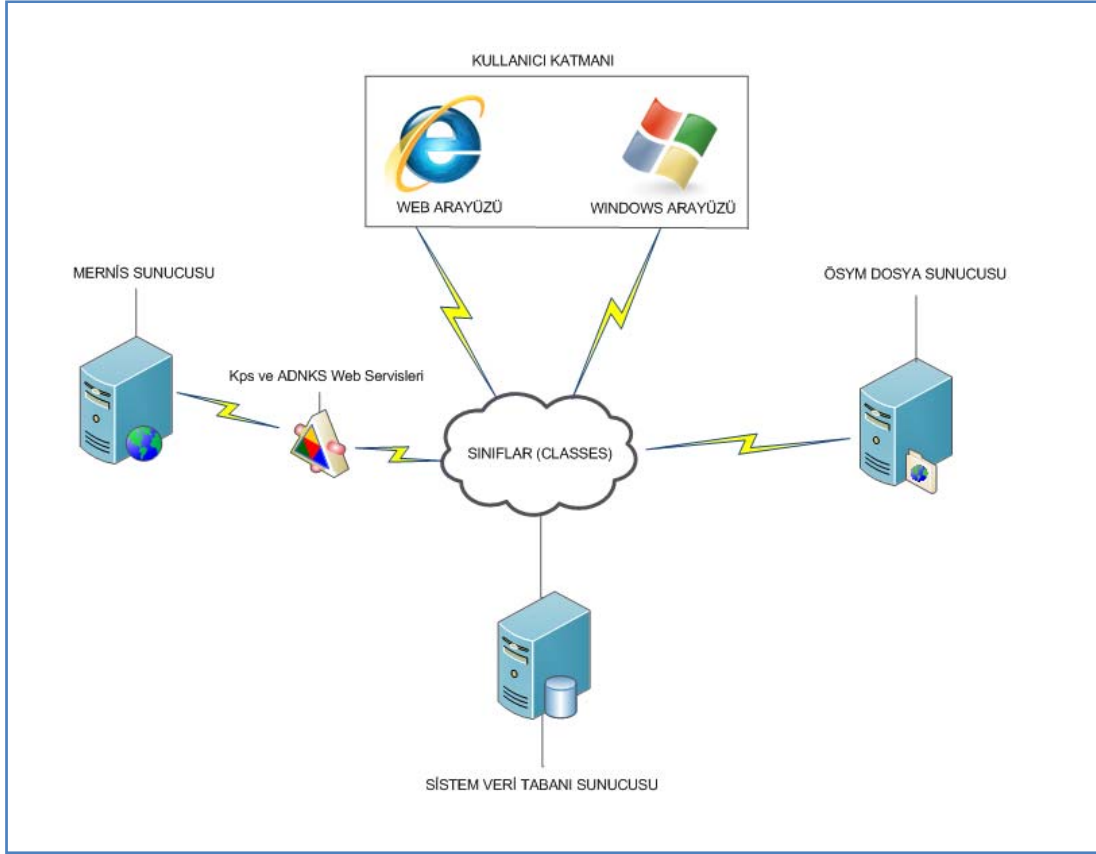 KULLANICI KATMANI
WEB ARAYÜZÜ
WINDOWS ARAYÜZÜ
MERNİS SUNUCUSU
ÖSYM DOSYA SUNUCUSU
Kps ve ADNKS Web Servisleri
SINIFLAR (CLASSES)
SİSTEM VERİ TABANI SUNUCUSU